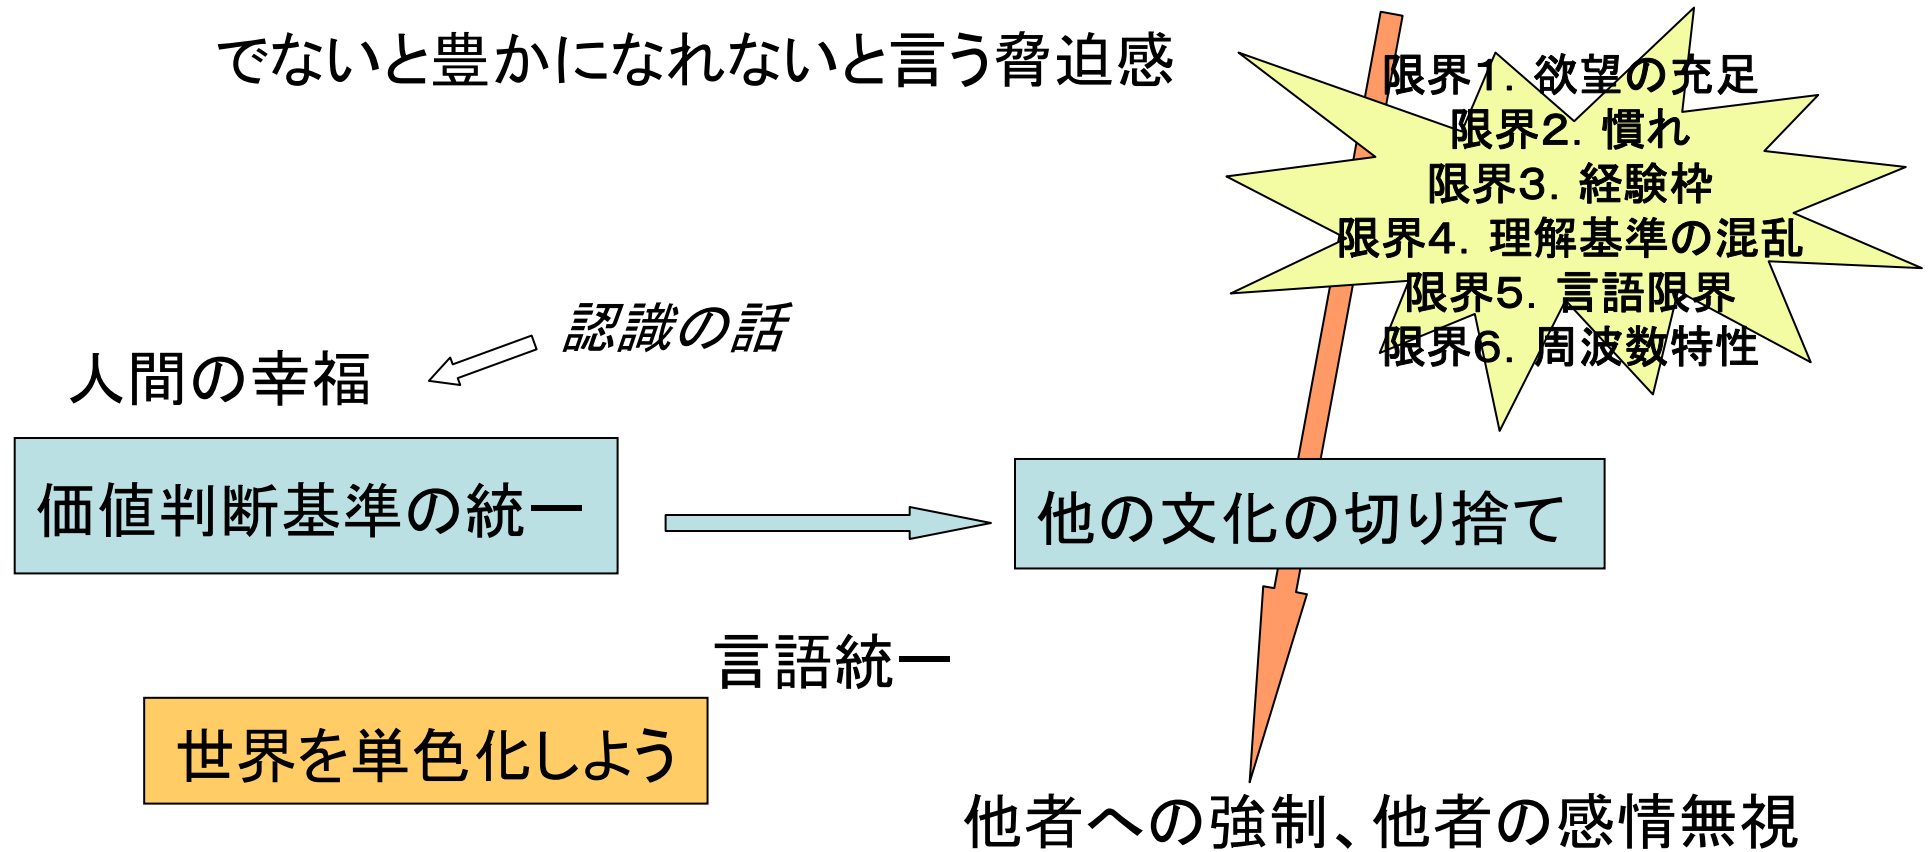 でないと豊かになれないと言う脅迫感
限界１．欲望の充足
限界２．慣れ
限界３．経験枠
限界４．理解基準の混乱
限界５．言語限界
限界６．周波数特性
認識の話
人間の幸福
価値判断基準の統一
他の文化の切り捨て
言語統一
世界を単色化しよう
他者への強制、他者の感情無視